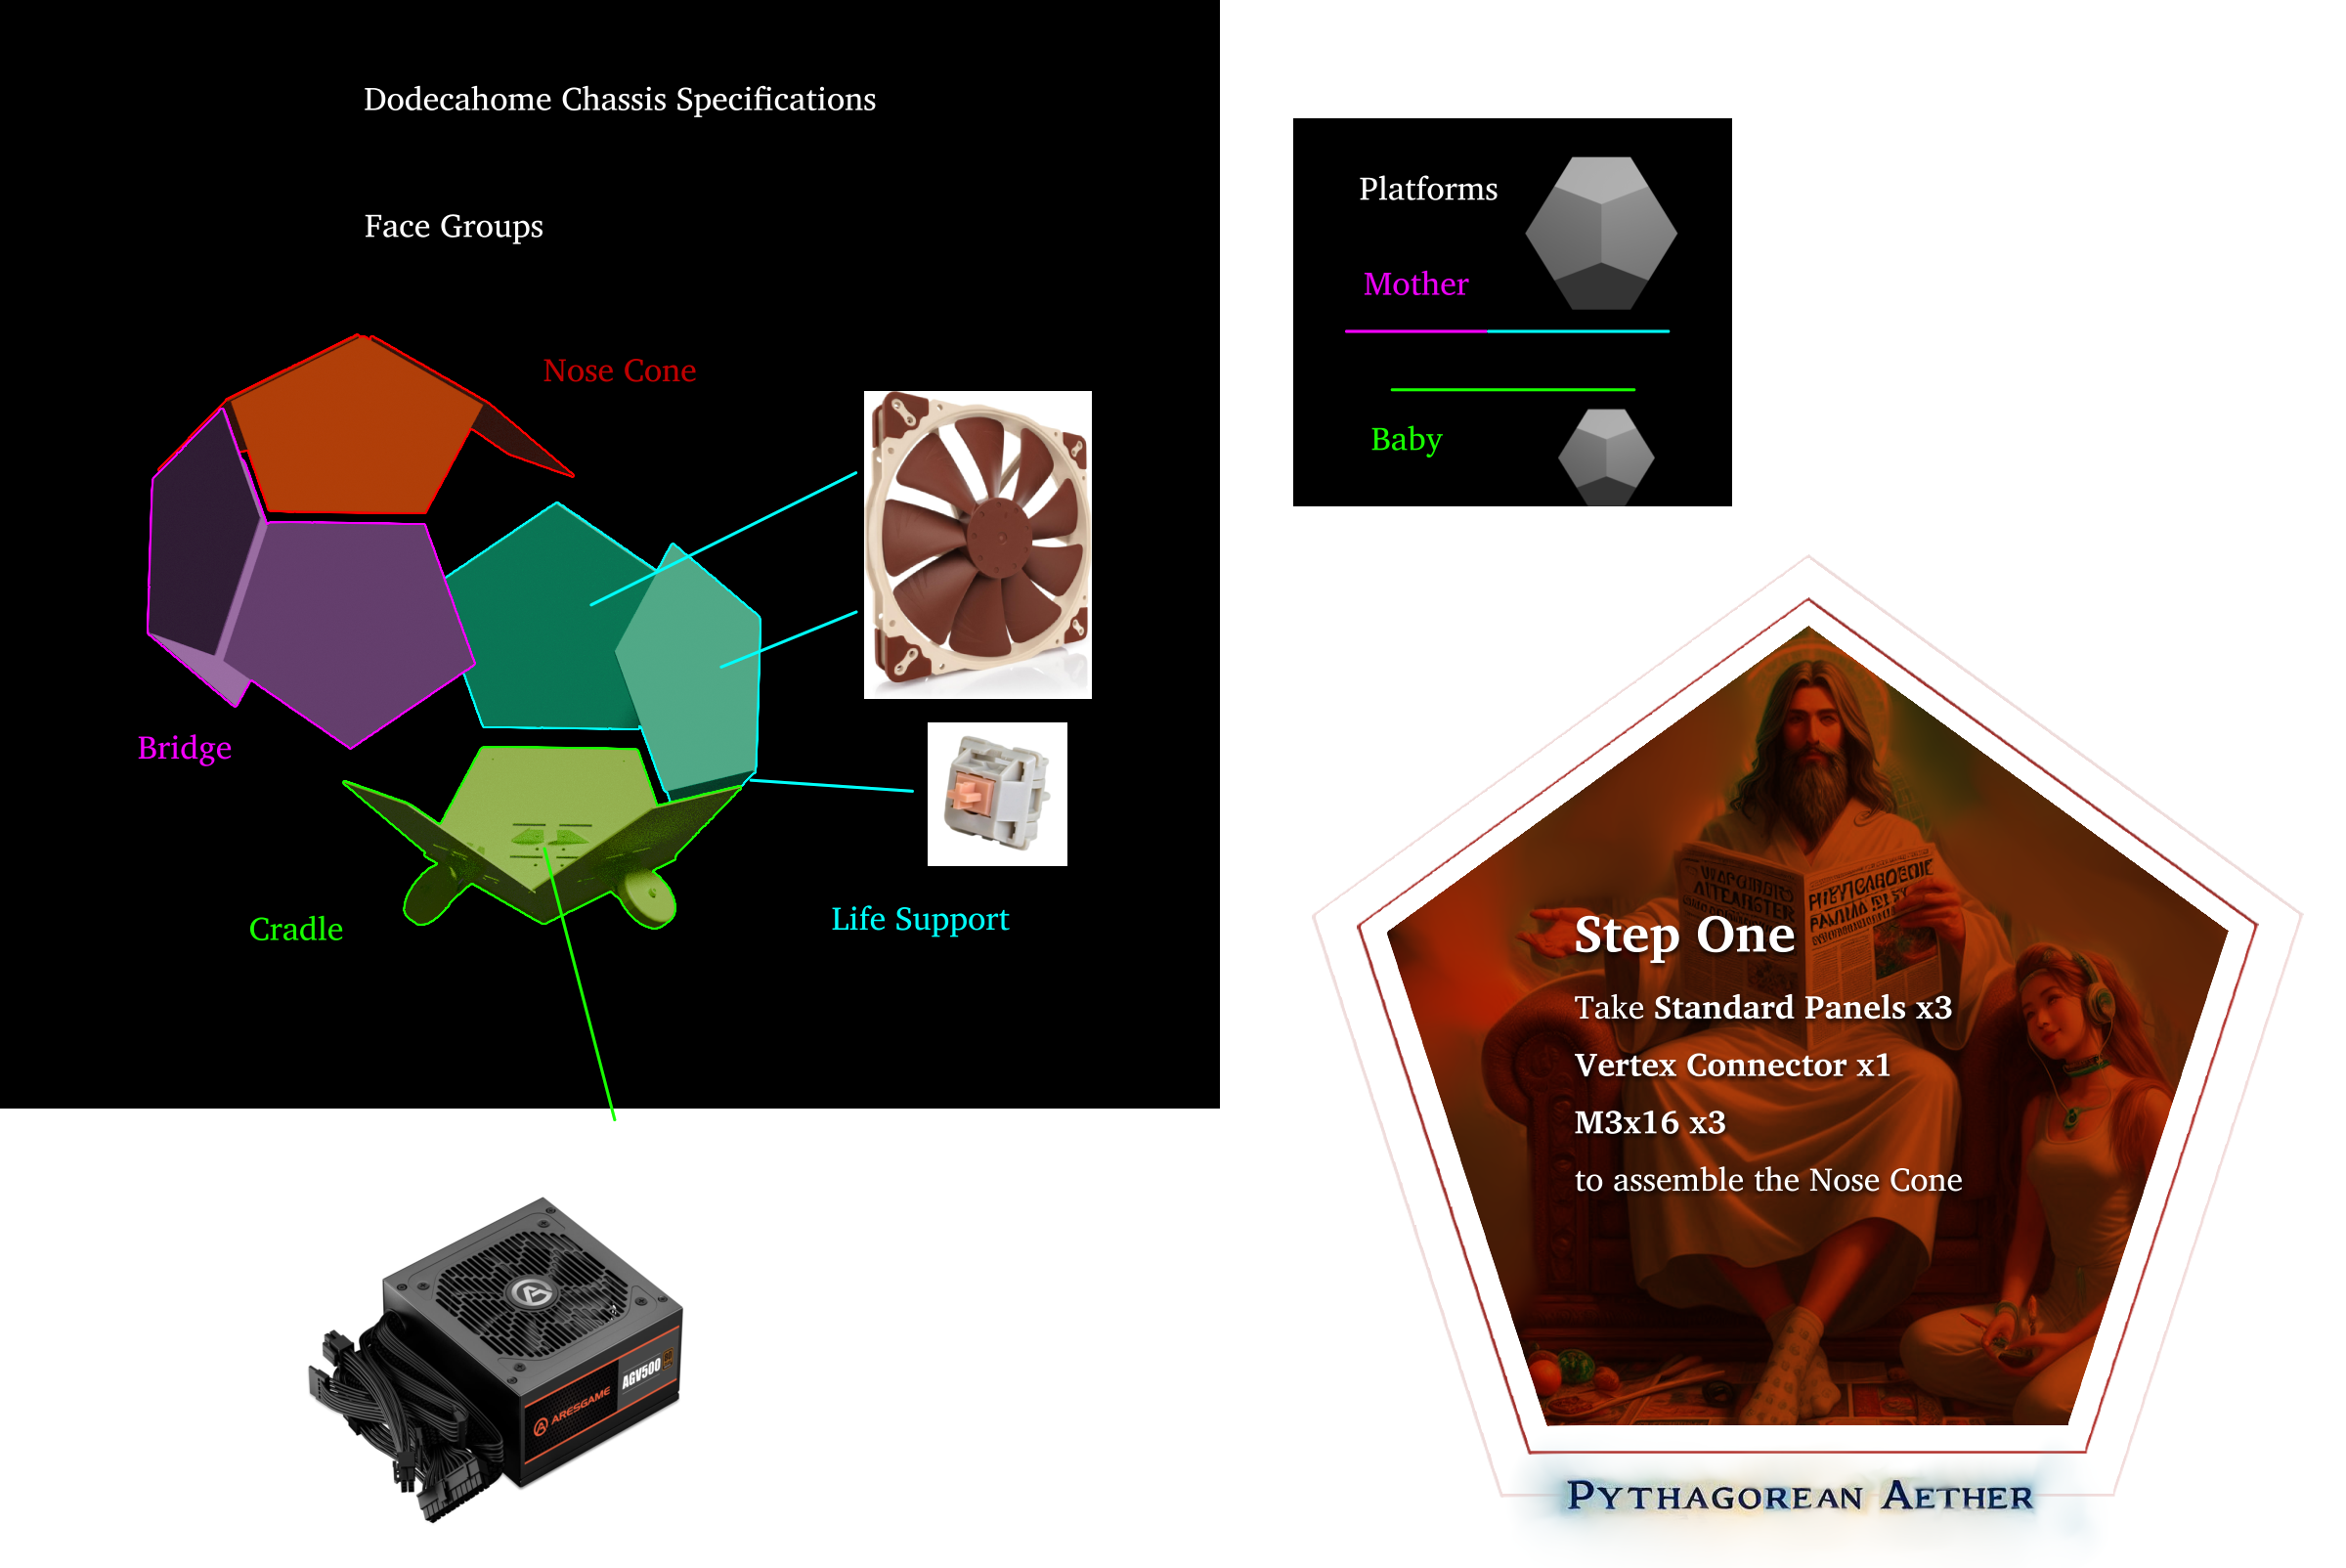 Dodecahome Chassis Specifications
Face Groups
Nose Cone
Bridge
Cradle
Life Support
ARESGAME
AGV500
Platforms
Mother
Baby
Step One
Take Standard Panels x3
Vertex Connector x1
M3x16 x3
to assemble the Nose Cone
PYTHAGOREAN AETHER